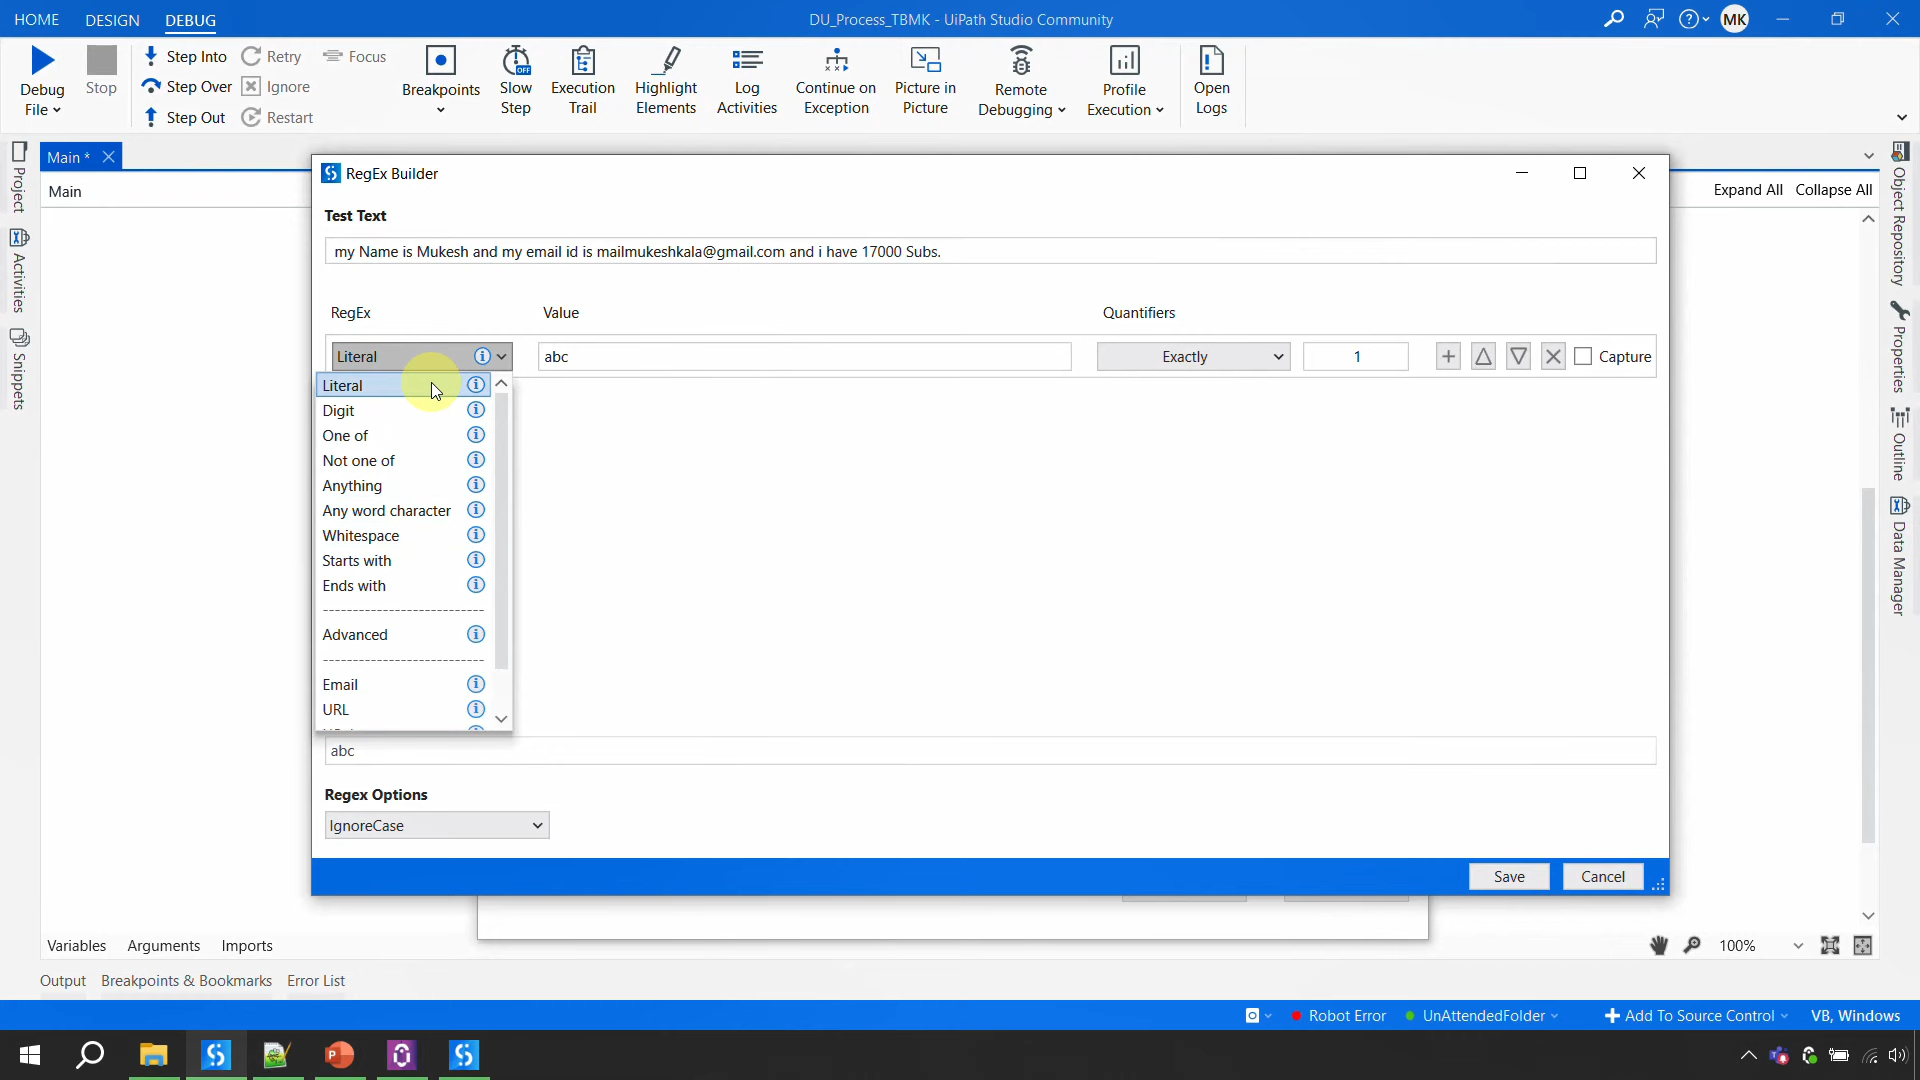 HOME DESIGN DEBUG DU_Process_TBMK - UiPath Studio Community MK
Debug File Stop Step Into Step Over Step Out Retry Ignore Restart Focus Breakpoints Slow Step Execution Trail Highlight Elements Log Activities Continue on Exception Picture in Picture Remote Debugging Profile Execution Open Logs
OFF
Main *
Main Expand All Collapse All
Project
Activities
Snippets
Object Repository
Properties
Outline
Data Manager
RegEx Builder
Test Text
my Name is Mukesh and my email id is mailmukeshkala@gmail.com and i have 17000 Subs.
RegEx Value Quantifiers
Literal abc Exactly 1 Capture
Literal
Digit
One of
Not one of
Anything
Any word character
Whitespace
Starts with
Ends with
---------------------------
Advanced
---------------------------
Email
URL
abc
Regex Options
IgnoreCase
Save Cancel
Variables Arguments Imports 100%
Output Breakpoints & Bookmarks Error List
Robot Error UnAttendedFolder Add To Source Control VB, Windows